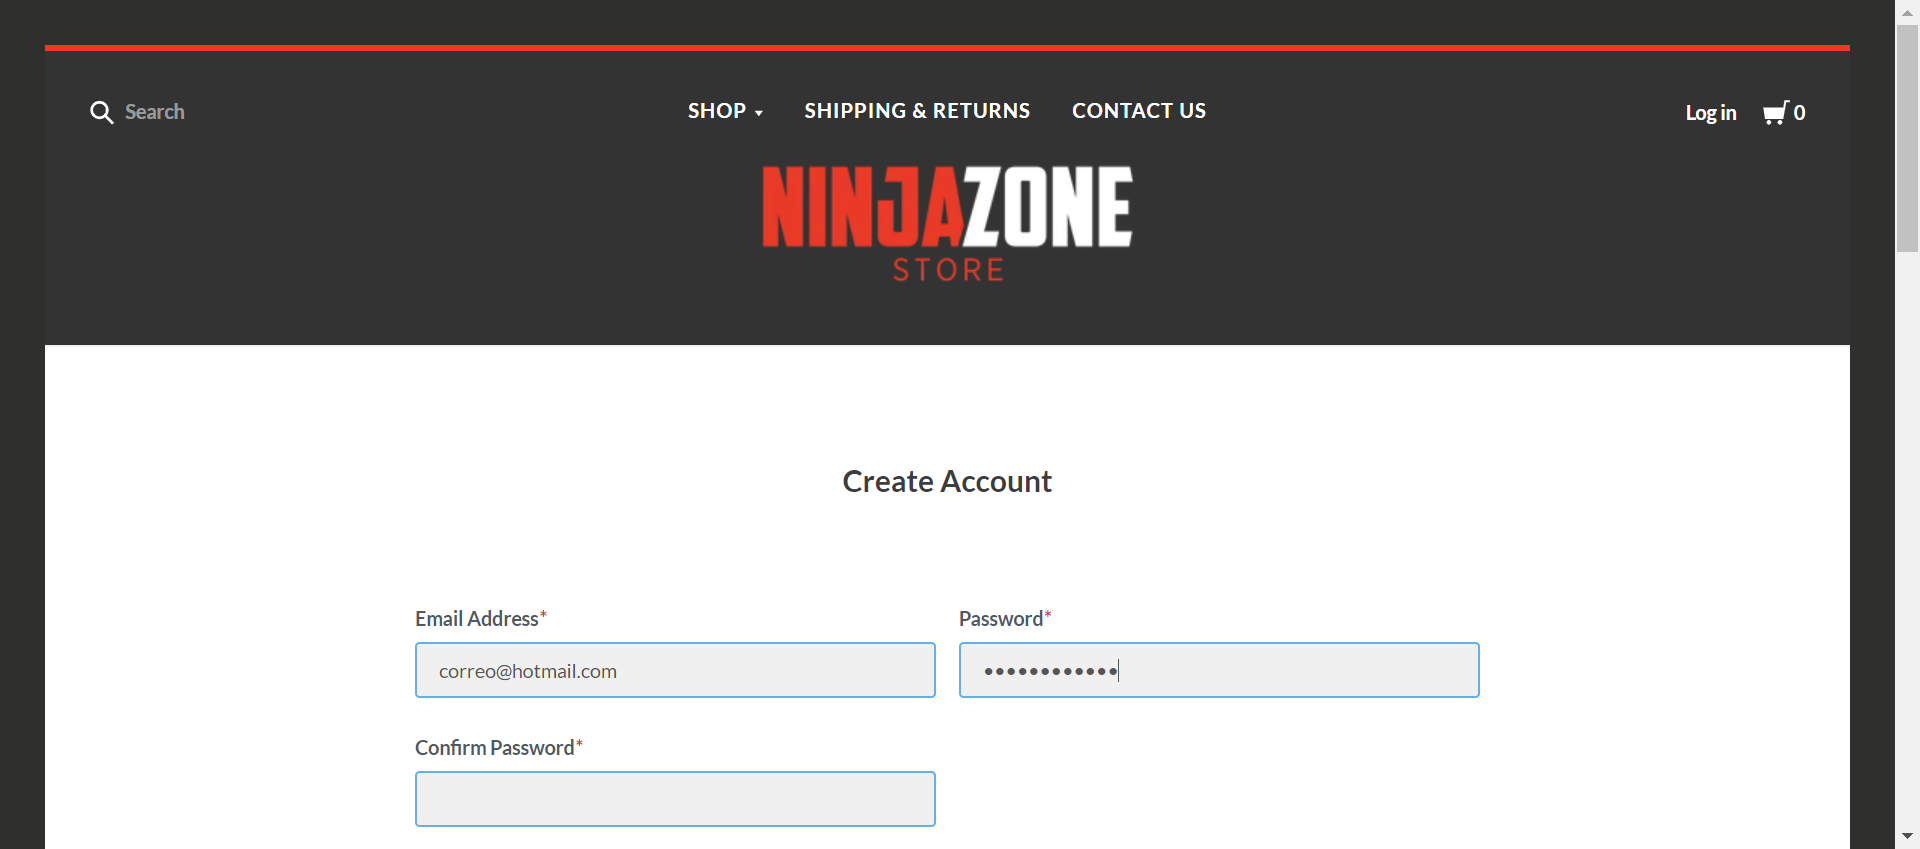 Search
SHOP
SHIPPING & RETURNS
CONTACT US
Log in
0
NINJAZONE
STORE
Create Account
Email Address*
Password*
correo@hotmail.com
••••••••••••
Confirm Password*